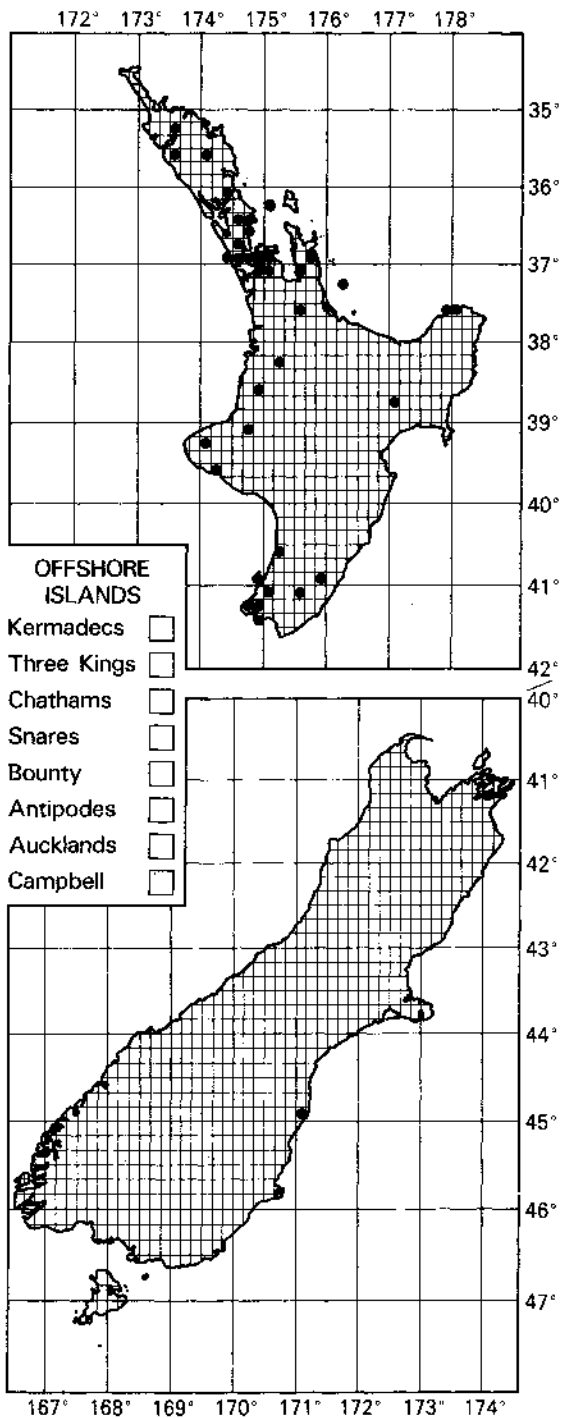 172° 173° 174° 175° 176° 177° 178°
35°
36°
37°
38°
39°
40°
41°
42°
OFFSHORE
ISLANDS
Kermadecs
Three Kings
Chathams
Snares
Bounty
Antipodes
Aucklands
Campbell
40°
41°
42°
43°
44°
45°
46°
47°
167° 168° 169° 170° 171° 172° 173° 174°